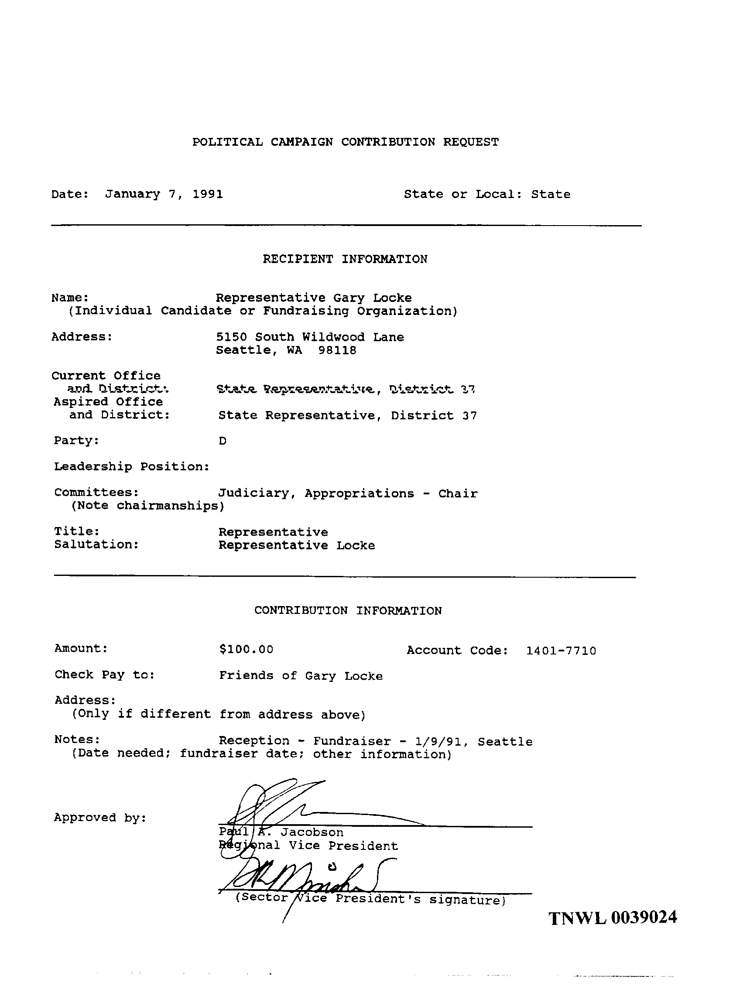 POLITICAL CAMPAIGN CONTRIBUTION REQUEST
Date: January 7, 1991 State or Local: State
RECIPIENT INFORMATION
Name: Representative Gary Locke
(Individual Candidate or Fundraising Organization)
Address: 5150 South Wildwood Lane
Seattle, WA 98118
Current Office
and District: State Representative, District 37
Aspired Office
and District: State Representative, District 37
Party: D
Leadership Position:
Committees: Judiciary, Appropriations - Chair
(Note chairmanships)
Title: Representative
Salutation: Representative Locke
CONTRIBUTION INFORMATION
Amount: $100.00 Account Code: 1401-7710
Check Pay to: Friends of Gary Locke
Address:
(Only if different from address above)
Notes: Reception - Fundraiser - 1/9/91, Seattle
(Date needed; fundraiser date; other information)
Approved by:
Paul A. Jacobson
Regional Vice President
(Sector Vice President's signature)
TNWL 0039024